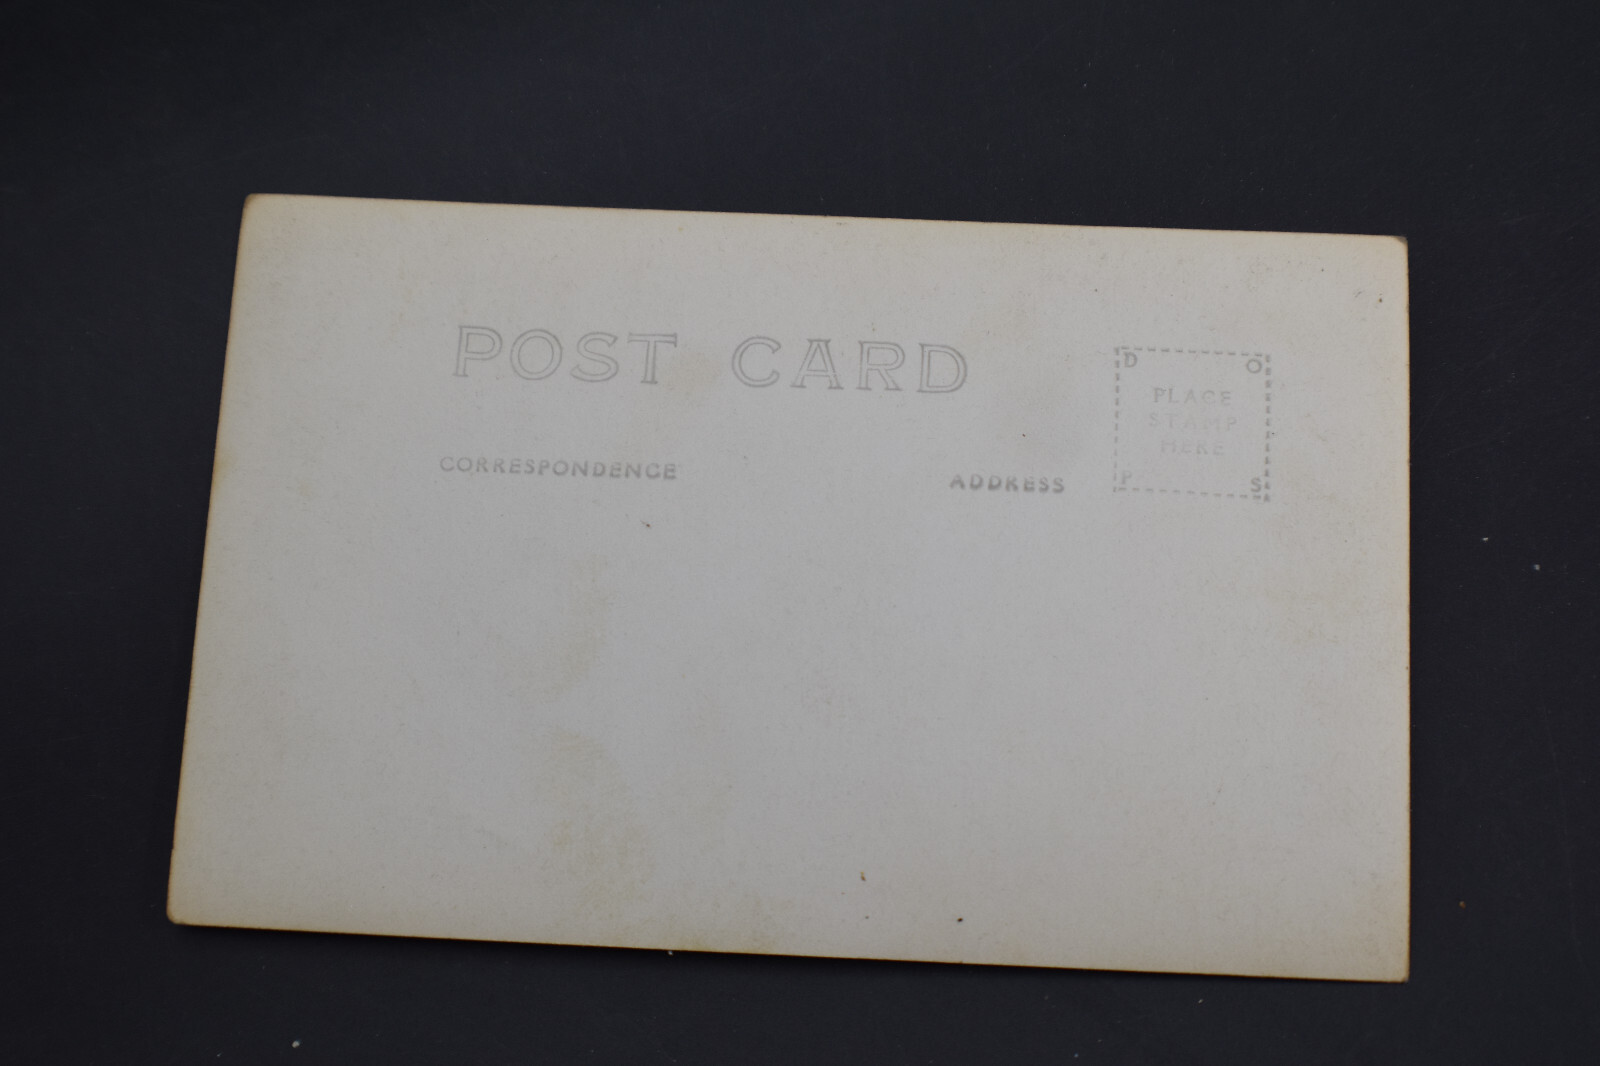 POST CARD
CORRESPONDENCE
ADDRESS
D O
PLACE
STAMP
HERE
P S